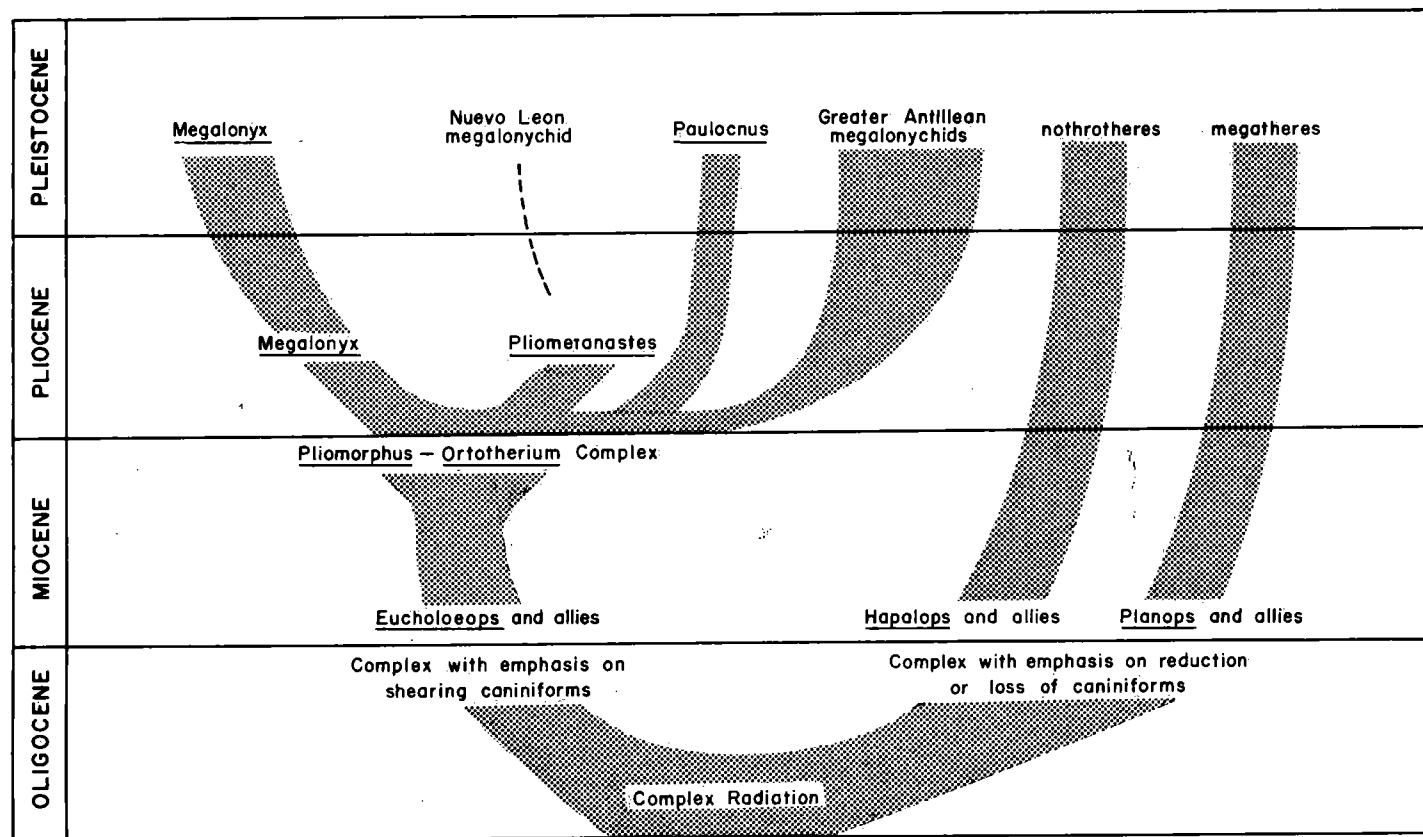 PLEISTOCENE
Megalonyx
Nuevo Leon
megalonychid
Paulocnus
Greater Antillean
megalonychids
nothrotheres
megatheres
PLIOCENE
Megalonyx
Pliometanastes
MIOCENE
Pliomorphus – Ortotherium Complex
Eucholoeops and allies
Hapalops and allies
Planops and allies
OLIGOCENE
Complex with emphasis on
shearing caniniforms
Complex with emphasis on reduction
or loss of caniniforms
Complex Radiation